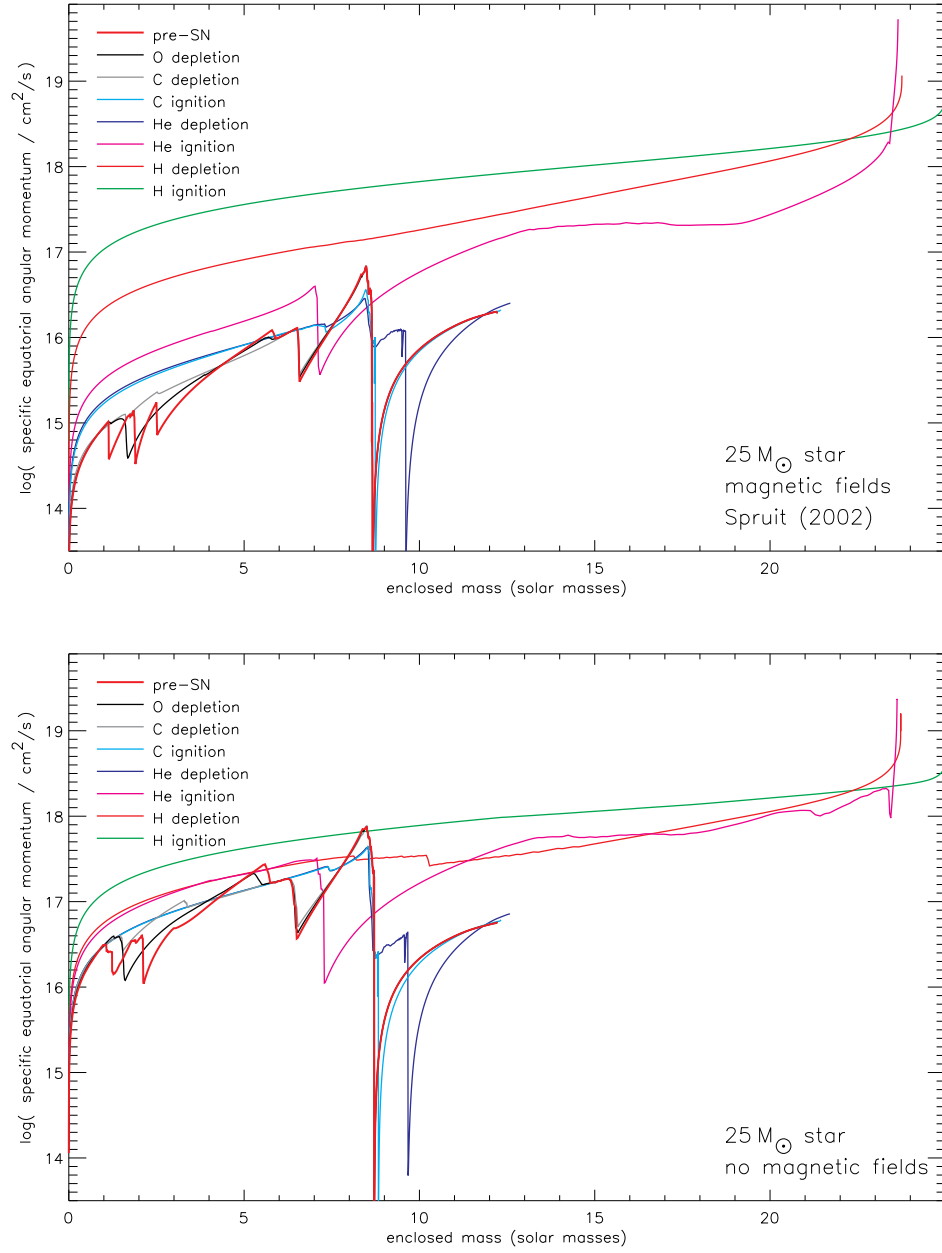 log( specific equatorial angular momentum / cm²/s)
pre-SN
O depletion
C depletion
C ignition
He depletion
He ignition
H depletion
H ignition
19
18
17
16
15
14
25 M⊙ star
magnetic fields
Spruit (2002)
0 5 10 15 20
enclosed mass (solar masses)
log( specific equatorial angular momentum / cm²/s)
pre-SN
O depletion
C depletion
C ignition
He depletion
He ignition
H depletion
H ignition
19
18
17
16
15
14
25 M⊙ star
no magnetic fields
0 5 10 15 20
enclosed mass (solar masses)